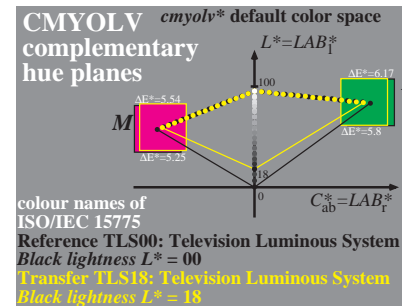 CMYOLV
complementary
hue planes
cmyolv* default color space
L*=LAB*l
100
ΔE*=5.54
ΔE*=6.17
M
ΔE*=5.25
ΔE*=5.8
18
0
C*ab=LAB*r
colour names of
ISO/IEC 15775
Reference TLS00: Television Luminous System
Black lightness L* = 00
Transfer TLS18: Television Luminous System
Black lightness L* = 18